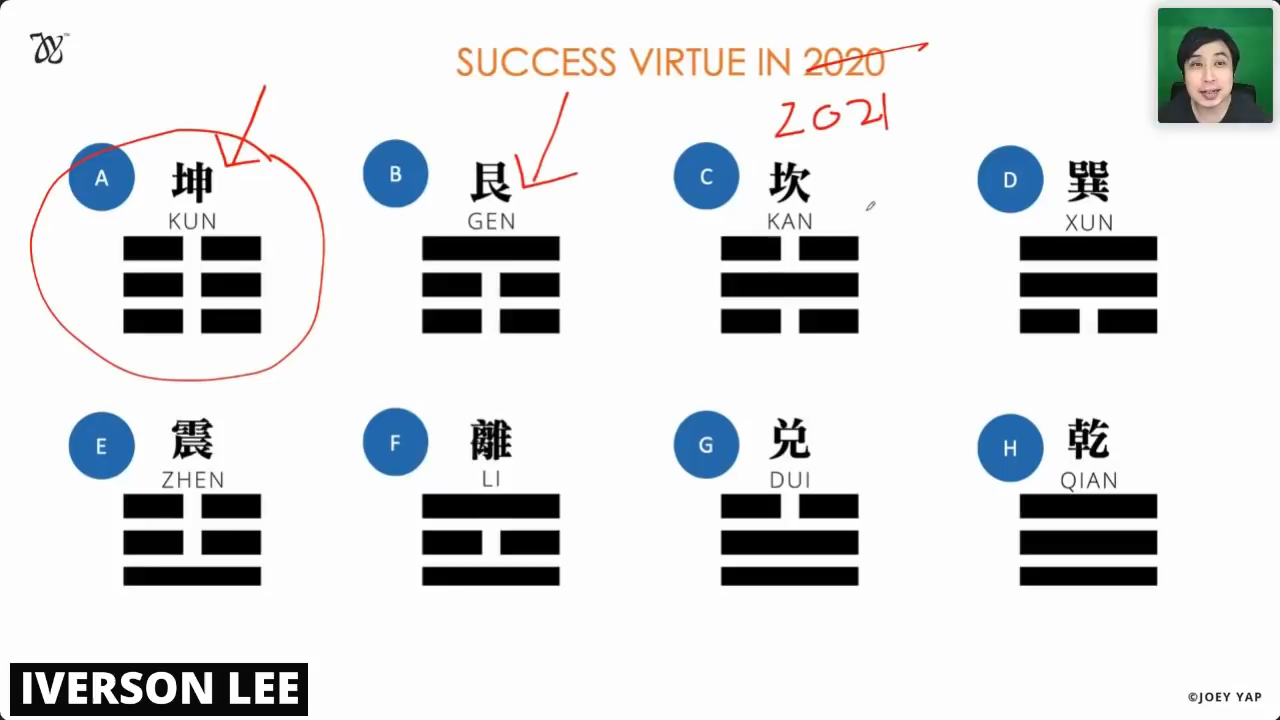 SUCCESS VIRTUE IN 2020
2021
A
坤
KUN
B
艮
GEN
C
坎
KAN
D
巽
XUN
E
震
ZHEN
F
離
LI
G
兑
DUI
H
乾
QIAN
IVERSON LEE
©JOEY YAP